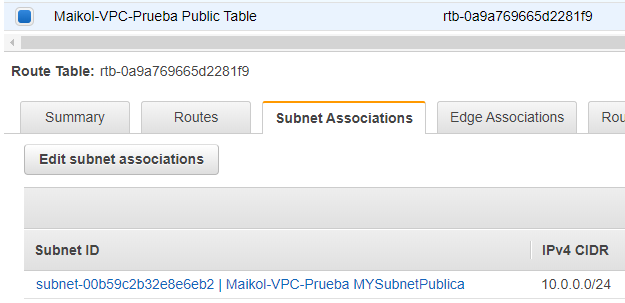 Maikol-VPC-Prueba Public Table rtb-0a9a769665d2281f9
Route Table: rtb-0a9a769665d2281f9
Summary Routes Subnet Associations Edge Associations Rou
Edit subnet associations
Subnet ID IPv4 CIDR
subnet-00b59c2b32e8e6eb2 | Maikol-VPC-Prueba MYSubnetPublica 10.0.0.0/24